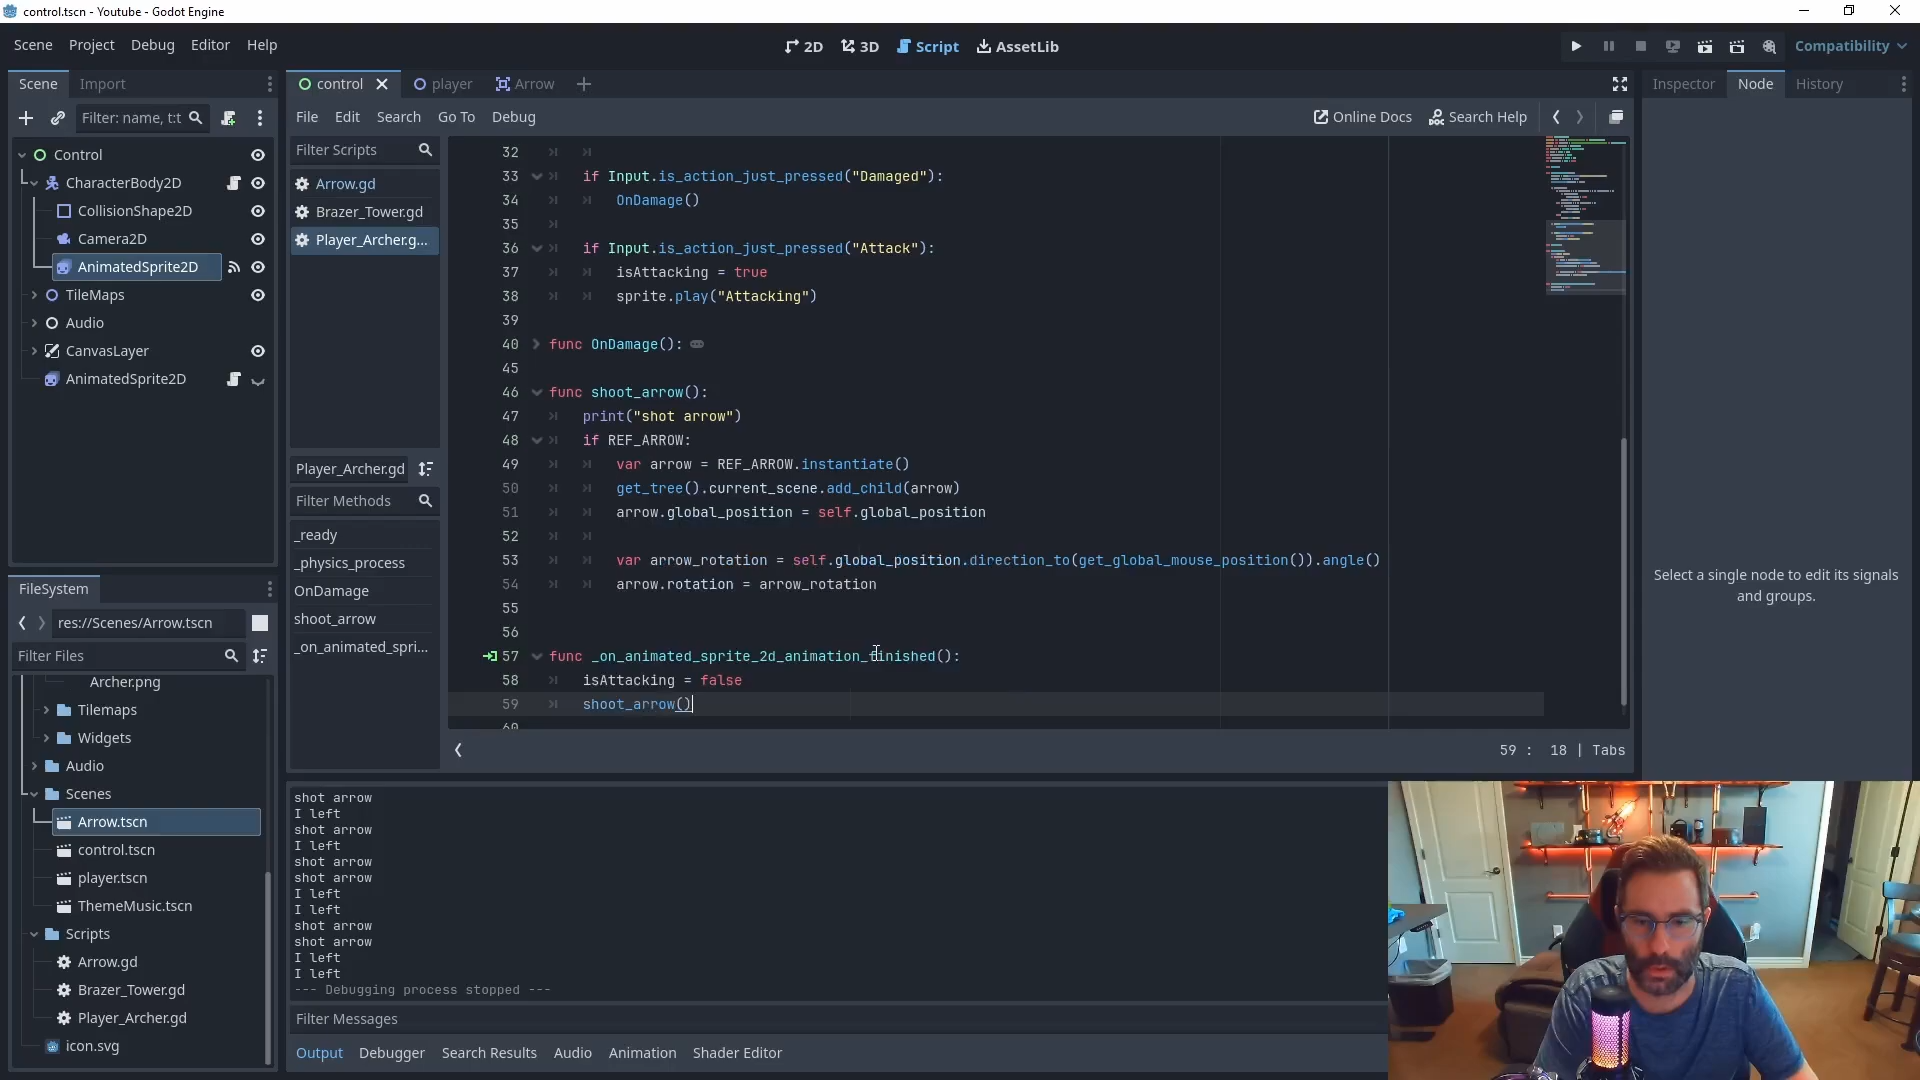 control.tscn - Youtube - Godot Engine
Scene Project Debug Editor Help
2D 3D Script AssetLib
Compatibility
Scene Import
control player Arrow
Inspector Node History
Filter: name, t:t
File Edit Search Go To Debug
Online Docs Search Help
Control
CharacterBody2D
CollisionShape2D
Camera2D
AnimatedSprite2D
TileMaps
Audio
CanvasLayer
AnimatedSprite2D
Filter Scripts
Arrow.gd
Brazer_Tower.gd
Player_Archer.g...
Player_Archer.gd
Filter Methods
_ready
_physics_process
OnDamage
shoot_arrow
_on_animated_spri...
32
33 if Input.is_action_just_pressed("Damaged"):
34 OnDamage()
35
36 if Input.is_action_just_pressed("Attack"):
37 isAttacking = true
38 sprite.play("Attacking")
39
40 func OnDamage():
45
46 func shoot_arrow():
47 print("shot arrow")
48 if REF_ARROW:
49 var arrow = REF_ARROW.instantiate()
50 get_tree().current_scene.add_child(arrow)
51 arrow.global_position = self.global_position
52
53 var arrow_rotation = self.global_position.direction_to(get_global_mouse_position()).angle()
54 arrow.rotation = arrow_rotation
55
56
57 func _on_animated_sprite_2d_animation_finished():
58 isAttacking = false
59 shoot_arrow()
60
59 : 18 | Tabs
Select a single node to edit its signals
and groups.
FileSystem
res://Scenes/Arrow.tscn
Filter Files
Archer.png
Tilemaps
Widgets
Audio
Scenes
Arrow.tscn
control.tscn
player.tscn
ThemeMusic.tscn
Scripts
Arrow.gd
Brazer_Tower.gd
Player_Archer.gd
icon.svg
shot arrow
I left
shot arrow
I left
shot arrow
shot arrow
I left
I left
shot arrow
shot arrow
I left
I left
--- Debugging process stopped ---
Filter Messages
Output Debugger Search Results Audio Animation Shader Editor